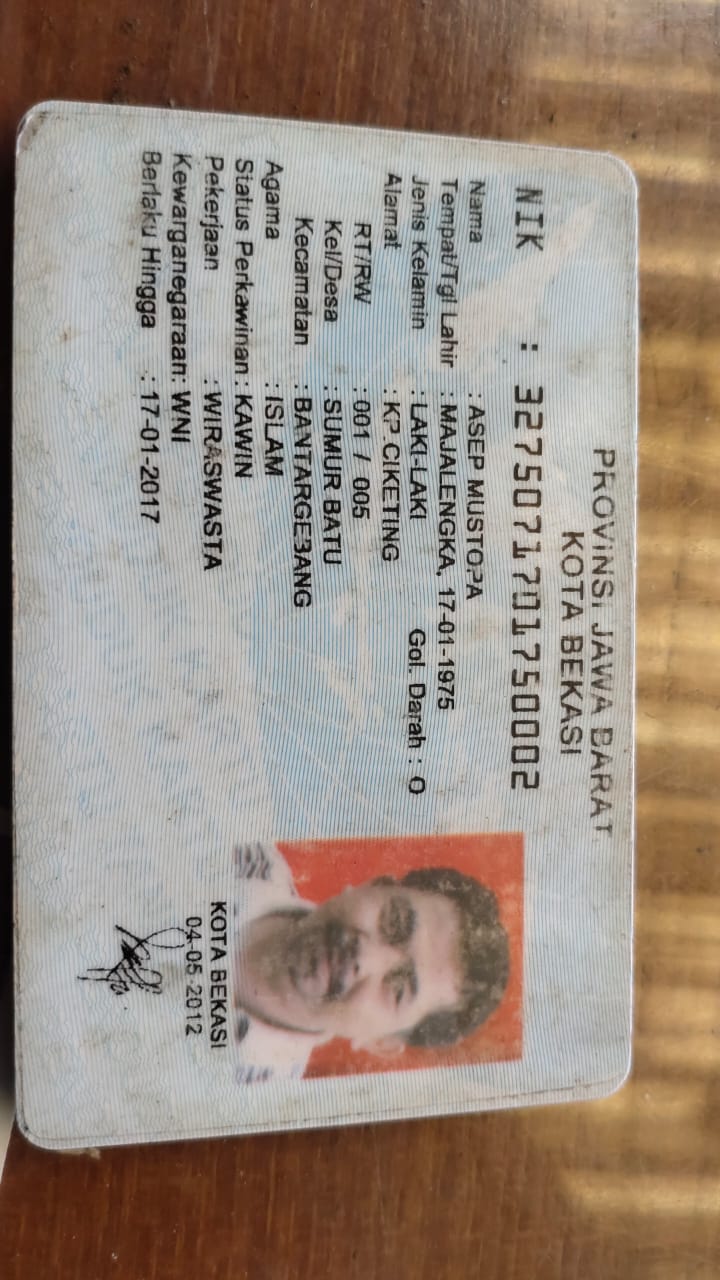 PROVINSI JAWA BARAT
KOTA BEKASI
NIK : 3275071701750002
Nama : ASEP MUSTOPA
Tempat/Tgl Lahir : MAJALENGKA, 17-01-1975
Jenis Kelamin : LAKI-LAKI Gol. Darah : O
Alamat : KP.CIKETING
RT/RW : 001 / 005
Kel/Desa : SUMUR BATU
Kecamatan : BANTARGEBANG
Agama : ISLAM
Status Perkawinan : KAWIN
Pekerjaan : WIRASWASTA
Kewarganegaraan : WNI
Berlaku Hingga : 17-01-2017
KOTA BEKASI
04-05-2012